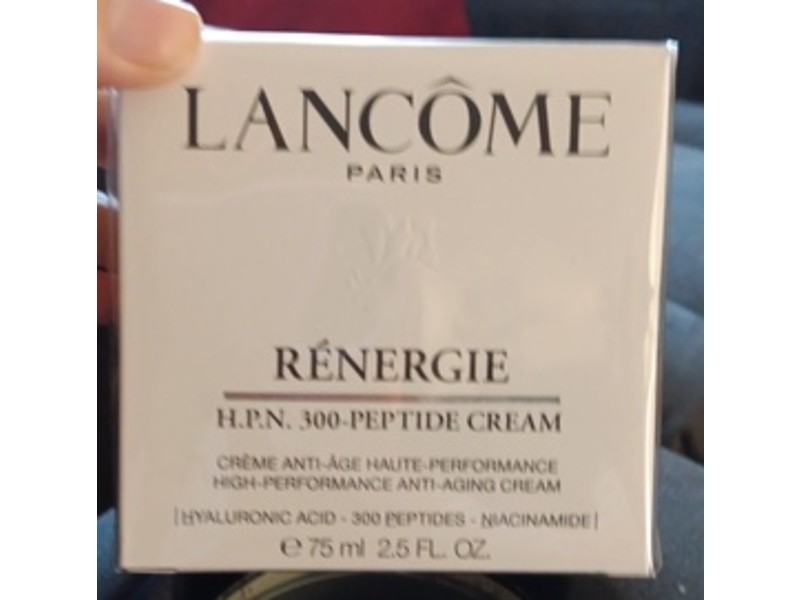 LANCÔME
PARIS
RÉNERGIE
H.P.N. 300-PEPTIDE CREAM
CRÈME ANTI-ÂGE HAUTE-PERFORMANCE
HIGH-PERFORMANCE ANTI-AGING CREAM
|HYALURONIC ACID - 300 PEPTIDES - NIACINAMIDE|
℮ 75 ml 2.5 FL. OZ.